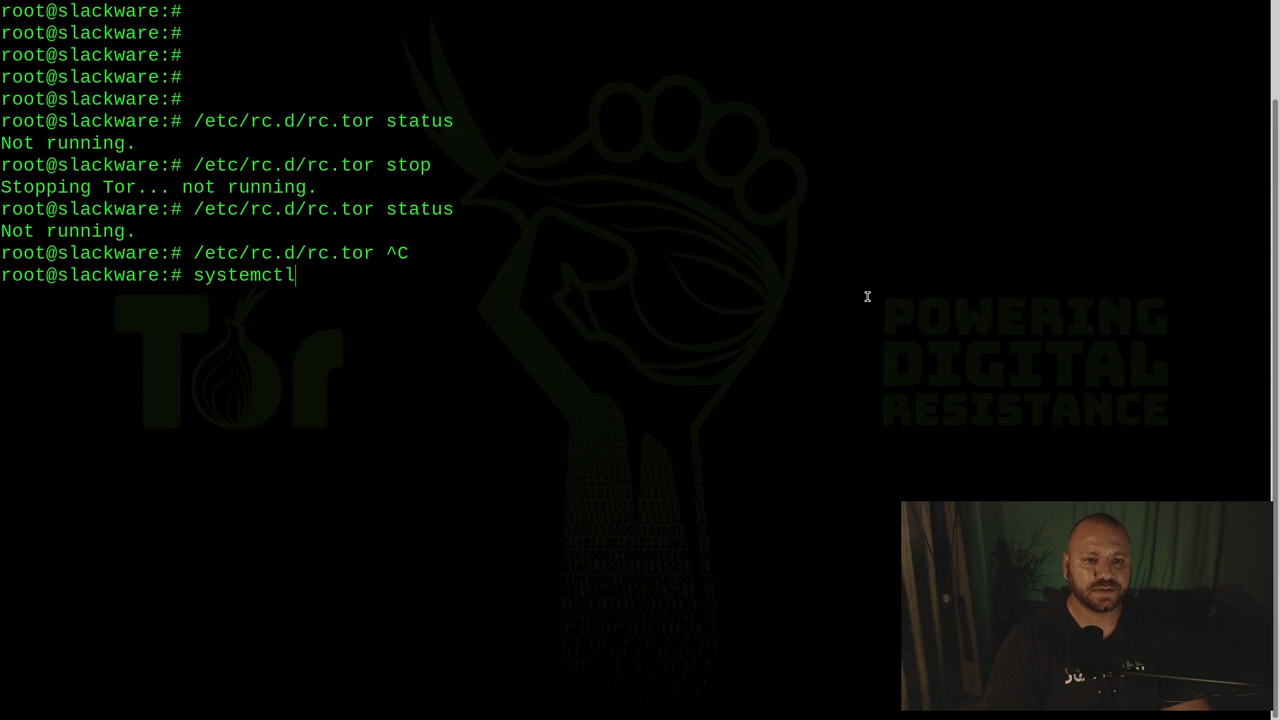 root@slackware:#
root@slackware:#
root@slackware:#
root@slackware:#
root@slackware:#
root@slackware:# /etc/rc.d/rc.tor status
Not running.
root@slackware:# /etc/rc.d/rc.tor stop
Stopping Tor... not running.
root@slackware:# /etc/rc.d/rc.tor status
Not running.
root@slackware:# /etc/rc.d/rc.tor ^C
root@slackware:# systemctl
Tor
POWERING
DIGITAL
RESISTANCE